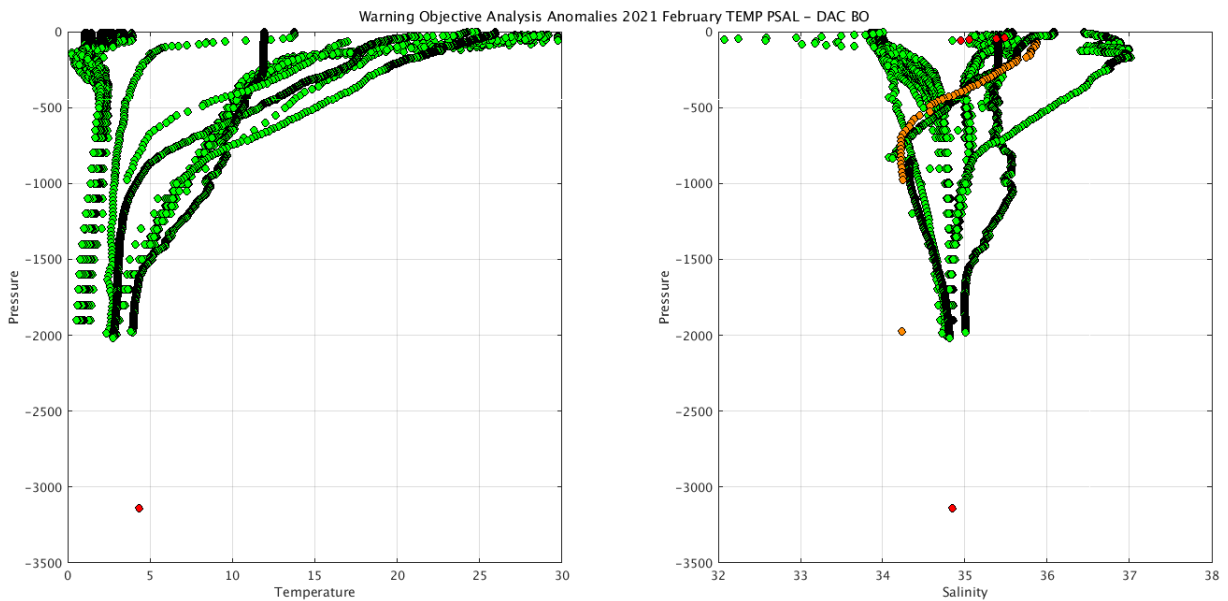 Warning Objective Analysis Anomalies 2021 February TEMP PSAL - DAC BO
0
-500
-1000
-1500
-2000
-2500
-3000
-3500
Pressure
0 5 10 15 20 25 30
Temperature
0
-500
-1000
-1500
-2000
-2500
-3000
-3500
Pressure
32 33 34 35 36 37 38
Salinity